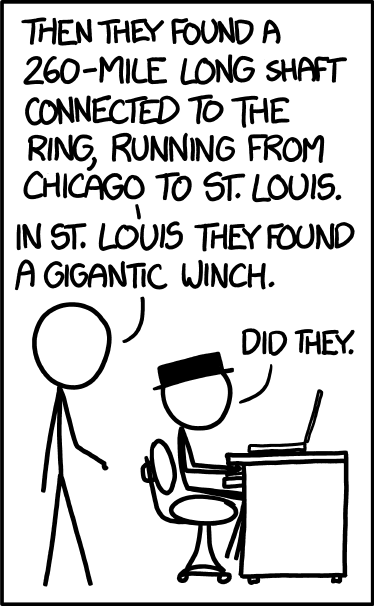 THEN THEY FOUND A
260-MILE LONG SHAFT
CONNECTED TO THE
RING, RUNNING FROM
CHICAGO TO ST. LOUIS.
IN ST. LOUIS THEY FOUND
A GIGANTIC WINCH.
DID THEY.